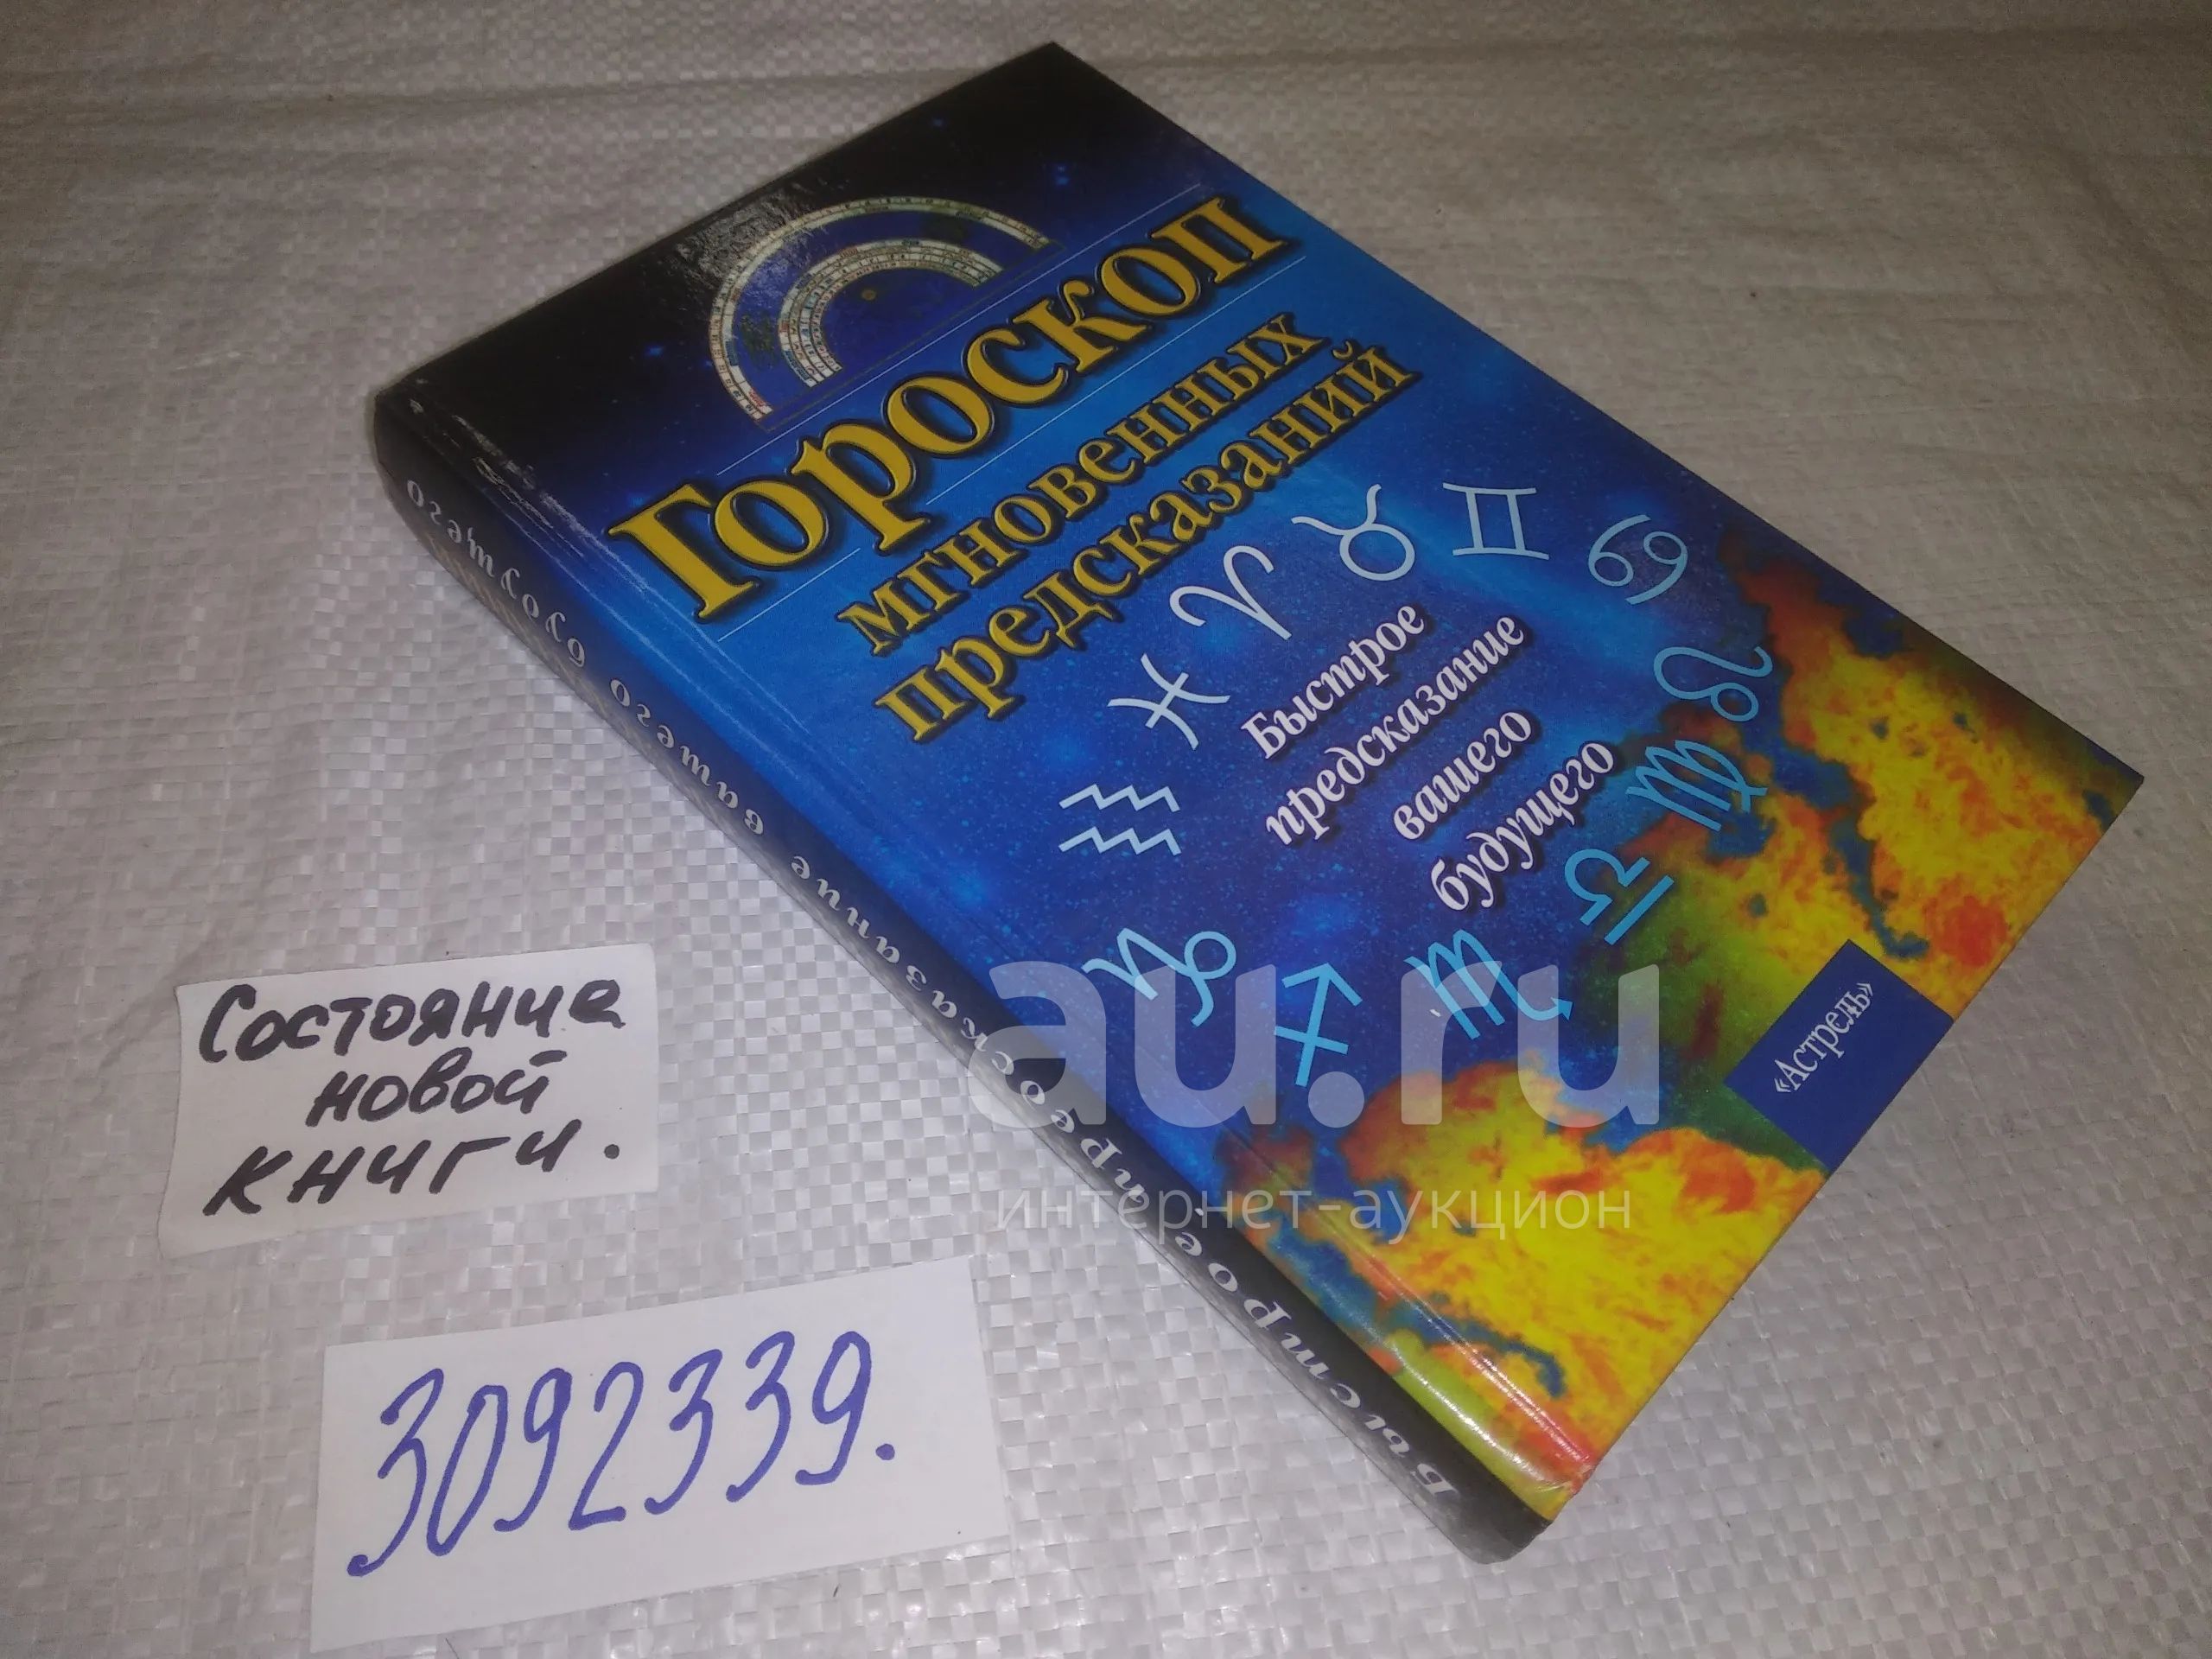 Гороскоп
мгновенных
предсказаний
Быстрое
предсказание
вашего
будущего
«Астрель»
Быстрое предсказание вашего будущего
Состояние
новой
книги.
3092339.
au.ru
интернет-аукцион